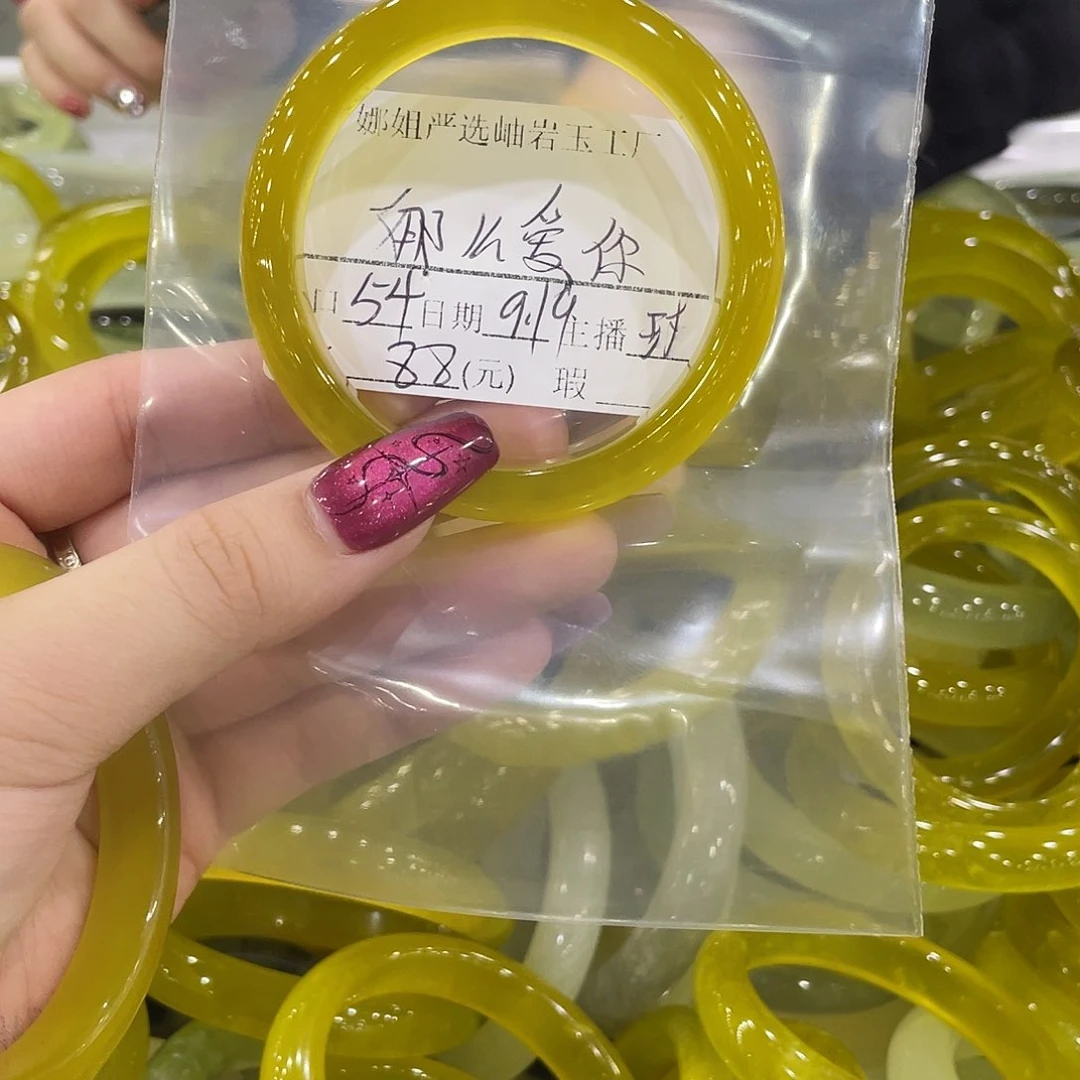 娜姐严选岫岩玉工厂
那么爱你
口 54 日期 9.19 主播
88 (元) 瑕